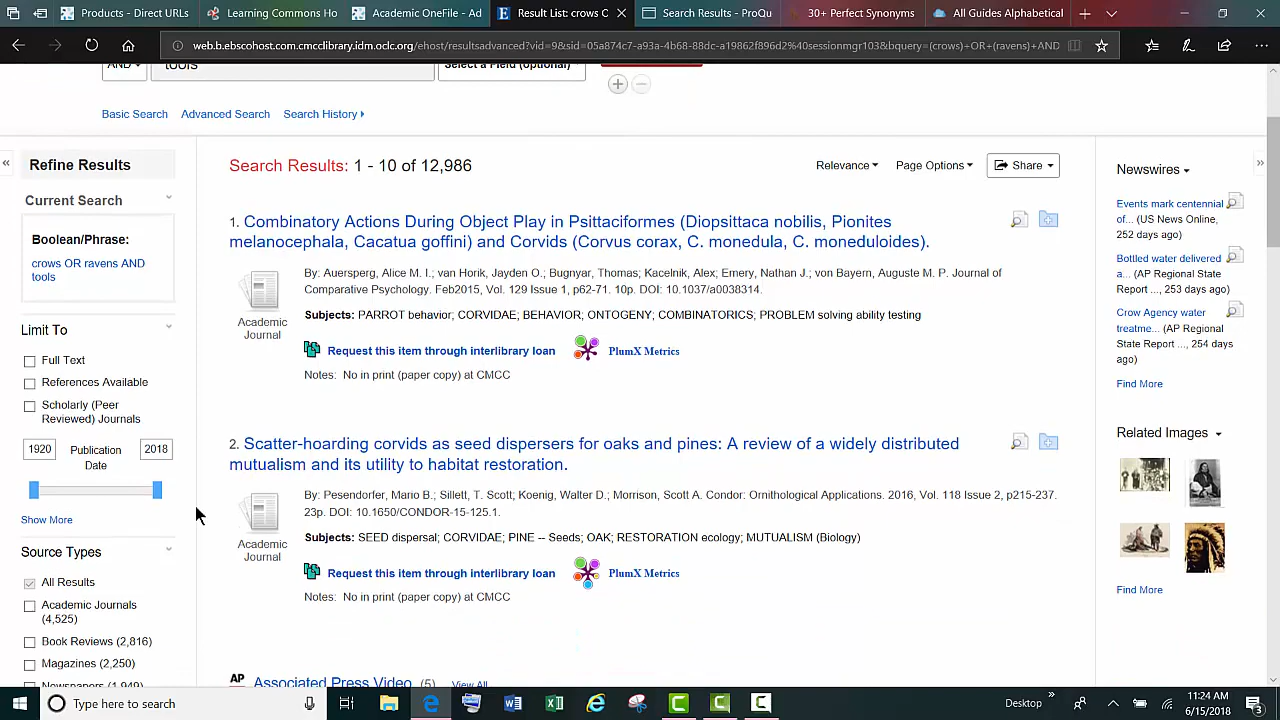 Products - Direct URLs
Learning Commons Ho
Academic OneFile - Ad
Result List: crows O
Search Results - ProQu
30+ Perfect Synonyms
All Guides Alphabetical
web.b.ebscohost.com.cmcclibrary.idm.oclc.org/ehost/resultsadvanced?vid=9&sid=05a874c7-a93a-4b68-88dc-a19862f896d2%40sessionmgr103&bquery=(crows)+OR+(ravens)+AND
AND
tools
Select a Field (optional)
Basic Search
Advanced Search
Search History
Refine Results
Current Search
Boolean/Phrase:
crows OR ravens AND
tools
Limit To
Full Text
References Available
Scholarly (Peer
Reviewed) Journals
1920
Publication
Date
2018
Show More
Source Types
All Results
Academic Journals
(4,525)
Book Reviews (2,816)
Magazines (2,250)
Newspapers (1,949)
Search Results: 1 - 10 of 12,986
Relevance
Page Options
Share
1. Combinatory Actions During Object Play in Psittaciformes (Diopsittaca nobilis, Pionites
melanocephala, Cacatua goffini) and Corvids (Corvus corax, C. monedula, C. moneduloides).
Academic
Journal
By: Auersperg, Alice M. I.; van Horik, Jayden O.; Bugnyar, Thomas; Kacelnik, Alex; Emery, Nathan J.; von Bayern, Auguste M. P. Journal of
Comparative Psychology. Feb2015, Vol. 129 Issue 1, p62-71. 10p. DOI: 10.1037/a0038314.
Subjects: PARROT behavior; CORVIDAE; BEHAVIOR; ONTOGENY; COMBINATORICS; PROBLEM solving ability testing
Request this item through interlibrary loan
PlumX Metrics
Notes: No in print (paper copy) at CMCC
2. Scatter-hoarding corvids as seed dispersers for oaks and pines: A review of a widely distributed
mutualism and its utility to habitat restoration.
Academic
Journal
By: Pesendorfer, Mario B.; Sillett, T. Scott; Koenig, Walter D.; Morrison, Scott A. Condor: Ornithological Applications. 2016, Vol. 118 Issue 2, p215-237.
23p. DOI: 10.1650/CONDOR-15-125.1.
Subjects: SEED dispersal; CORVIDAE; PINE -- Seeds; OAK; RESTORATION ecology; MUTUALISM (Biology)
Request this item through interlibrary loan
PlumX Metrics
Notes: No in print (paper copy) at CMCC
AP
Associated Press Video (5) View All
Newswires
Events mark centennial
of... (US News Online,
252 days ago)
Bottled water delivered
a... (AP Regional State
Report ..., 253 days ago)
Crow Agency water
treatme... (AP Regional
State Report ..., 254 days
ago)
Find More
Related Images
Find More
Type here to search
Desktop
11:24 AM
6/15/2018
3